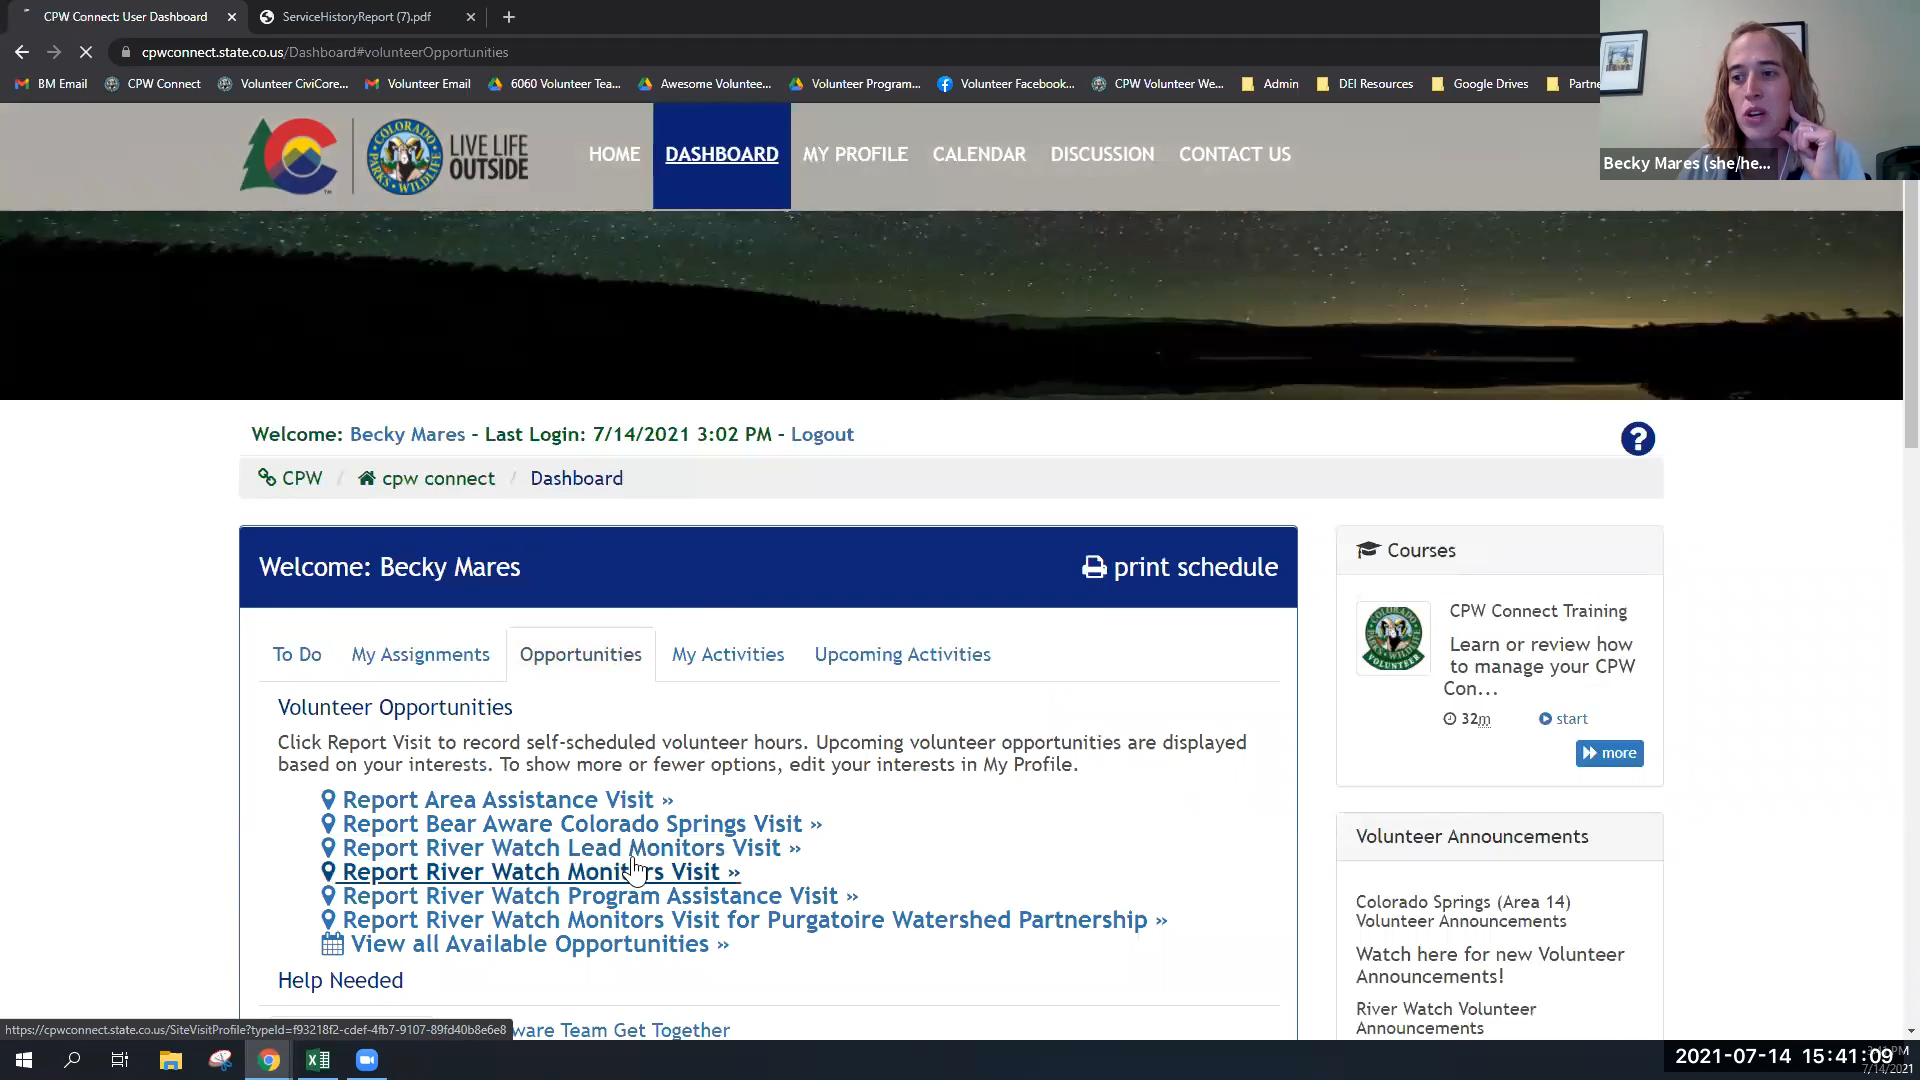 CPW Connect: User Dashboard
ServiceHistoryReport (7).pdf
cpwconnect.state.co.us/Dashboard#volunteerOpportunities
BM Email
CPW Connect
Volunteer CiviCore...
Volunteer Email
6060 Volunteer Tea...
Awesome Voluntee...
Volunteer Program...
Volunteer Facebook...
CPW Volunteer We...
Admin
DEI Resources
Google Drives
Partne
Becky Mares (she/he...
COLORADO
PARKS WILDLIFE
LIVE LIFE
OUTSIDE
HOME
DASHBOARD
MY PROFILE
CALENDAR
DISCUSSION
CONTACT US
Welcome: Becky Mares - Last Login: 7/14/2021 3:02 PM - Logout
?
CPW / cpw connect / Dashboard
Welcome: Becky Mares
print schedule
To Do
My Assignments
Opportunities
My Activities
Upcoming Activities
Volunteer Opportunities
Click Report Visit to record self-scheduled volunteer hours. Upcoming volunteer opportunities are displayed
based on your interests. To show more or fewer options, edit your interests in My Profile.
Report Area Assistance Visit »
Report Bear Aware Colorado Springs Visit »
Report River Watch Lead Monitors Visit »
Report River Watch Monitors Visit »
Report River Watch Program Assistance Visit »
Report River Watch Monitors Visit for Purgatoire Watershed Partnership »
View all Available Opportunities »
Help Needed
ware Team Get Together
Courses
COLORADO
VOLUNTEER
CPW Connect Training
Learn or review how
to manage your CPW
Con...
32m
start
more
Volunteer Announcements
Colorado Springs (Area 14)
Volunteer Announcements
Watch here for new Volunteer
Announcements!
River Watch Volunteer
Announcements
https://cpwconnect.state.co.us/SiteVisitProfile?typeId=f93218f2-cdef-4fb7-9107-89fd40b8e6e8
2021-07-14 15:41:09
7/14/2021